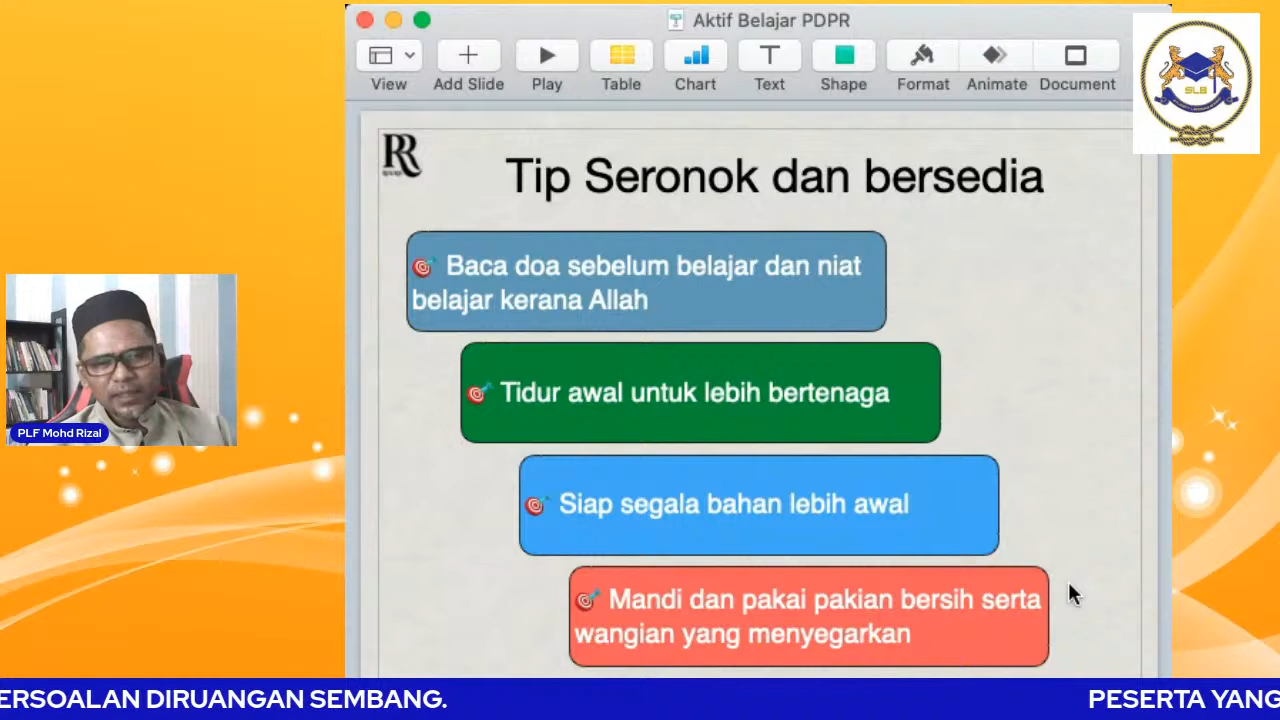 Aktif Belajar PDPR
View
Add Slide
Play
Table
Chart
Text
Shape
Format
Animate
Document
SLB
RR
Tip Seronok dan bersedia
Baca doa sebelum belajar dan niat
belajar kerana Allah
Tidur awal untuk lebih bertenaga
Siap segala bahan lebih awal
Mandi dan pakai pakian bersih serta
wangian yang menyegarkan
PLF Mohd Rizal
ERSOALAN DIRUANGAN SEMBANG.
PESERTA YANG